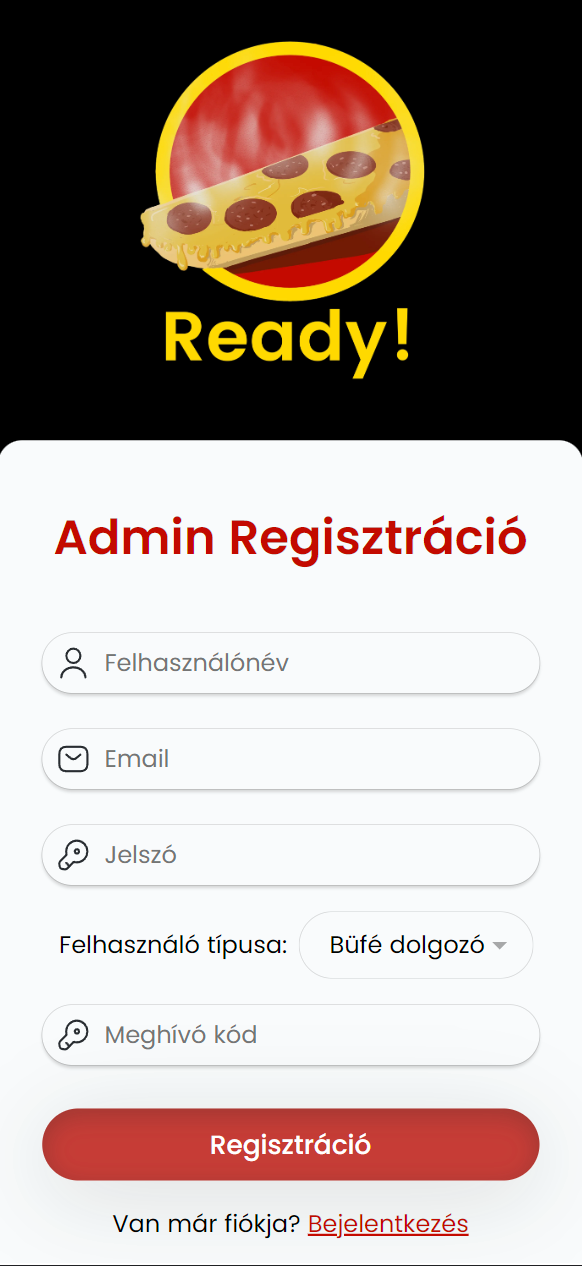 Ready!
Admin Regisztráció
Felhasználónév
Email
Jelszó
Felhasználó típusa: Büfé dolgozó
Meghívó kód
Regisztráció
Van már fiókja? Bejelentkezés